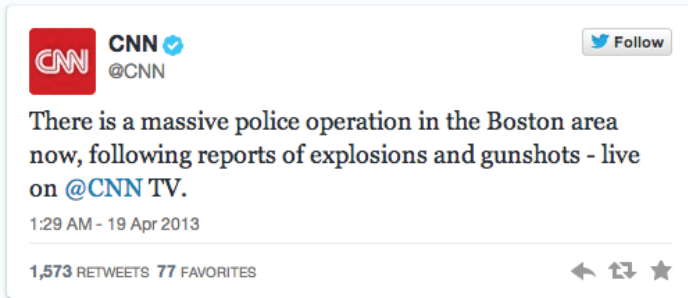 CNN
CNN
Follow
@CNN
There is a massive police operation in the Boston area
now, following reports of explosions and gunshots - live
on @CNN TV.
1:29 AM - 19 Apr 2013
1,573 RETWEETS 77 FAVORITES